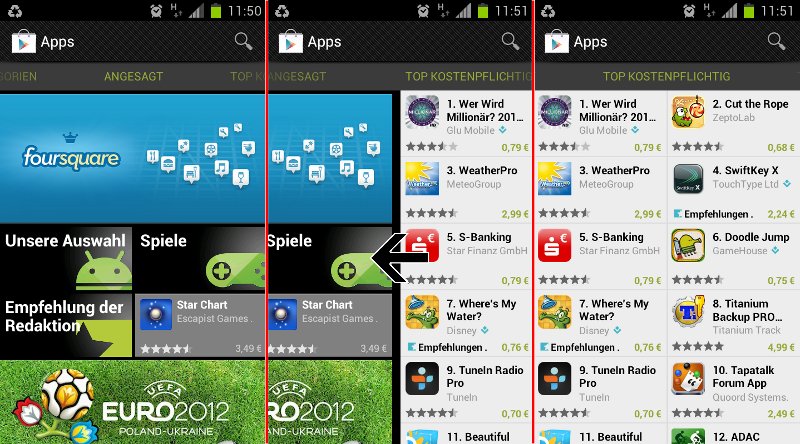 11:50
Apps
GORIEN
ANGESAGT
TOP KO
foursquare
Unsere Auswahl
Spiele
Empfehlung der
Redaktion
Star Chart
Escapist Games .
3,49 €
UEFA
EURO2012
POLAND-UKRAINE
11:51
Apps
ANGESAGT
TOP KOSTENPFLICHTIG
Spiele
Star Chart
Escapist Games .
3,49 €
UEFA
EURO2012
POLAND-UKRAINE
1. Wer Wird
Millionär? 201...
Glu Mobile
0,79 €
3. WeatherPro
MeteoGroup
2,99 €
5. S-Banking
Star Finanz GmbH
0,79 €
7. Where's My
Water?
Disney
Empfehlungen .
0,76 €
9. TuneIn Radio
Pro
TuneIn
0,70 €
11. Beautiful
11:51
Apps
TOP KOSTENPFLICHTIG
1. Wer Wird
Millionär? 201...
Glu Mobile
0,79 €
2. Cut the Rope
ZeptoLab
0,68 €
3. WeatherPro
MeteoGroup
2,99 €
4. SwiftKey X
TouchType Ltd
Empfehlungen .
2,24 €
5. S-Banking
Star Finanz GmbH
0,79 €
6. Doodle Jump
GameHouse
0,75 €
7. Where's My
Water?
Disney
Empfehlungen .
0,76 €
8. Titanium
Backup PRO...
Titanium Track
4,99 €
9. TuneIn Radio
Pro
TuneIn
0,70 €
10. Tapatalk
Forum App
Quoord Systems.
2,49 €
11. Beautiful
12. ADAC